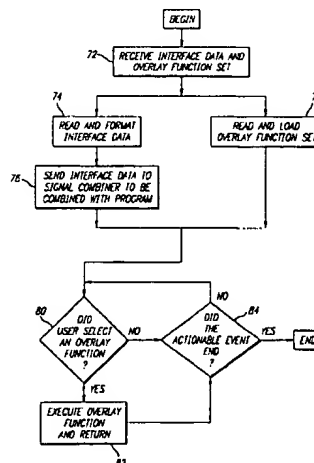 BEGIN
72
RECEIVE INTERFACE DATA AND
OVERLAY FUNCTION SET
74
READ AND FORMAT
INTERFACE DATA
READ AND LOAD
OVERLAY FUNCTION SET
76
SEND INTERFACE DATA TO
SIGNAL COMBINER TO BE
COMBINED WITH PROGRAM
80
DID
USER SELECT
AN OVERLAY
FUNCTION
?
NO
YES
84
DID
THE
ACTIONABLE EVENT
END
?
NO
YES
END
EXECUTE OVERLAY
FUNCTION
AND RETURN